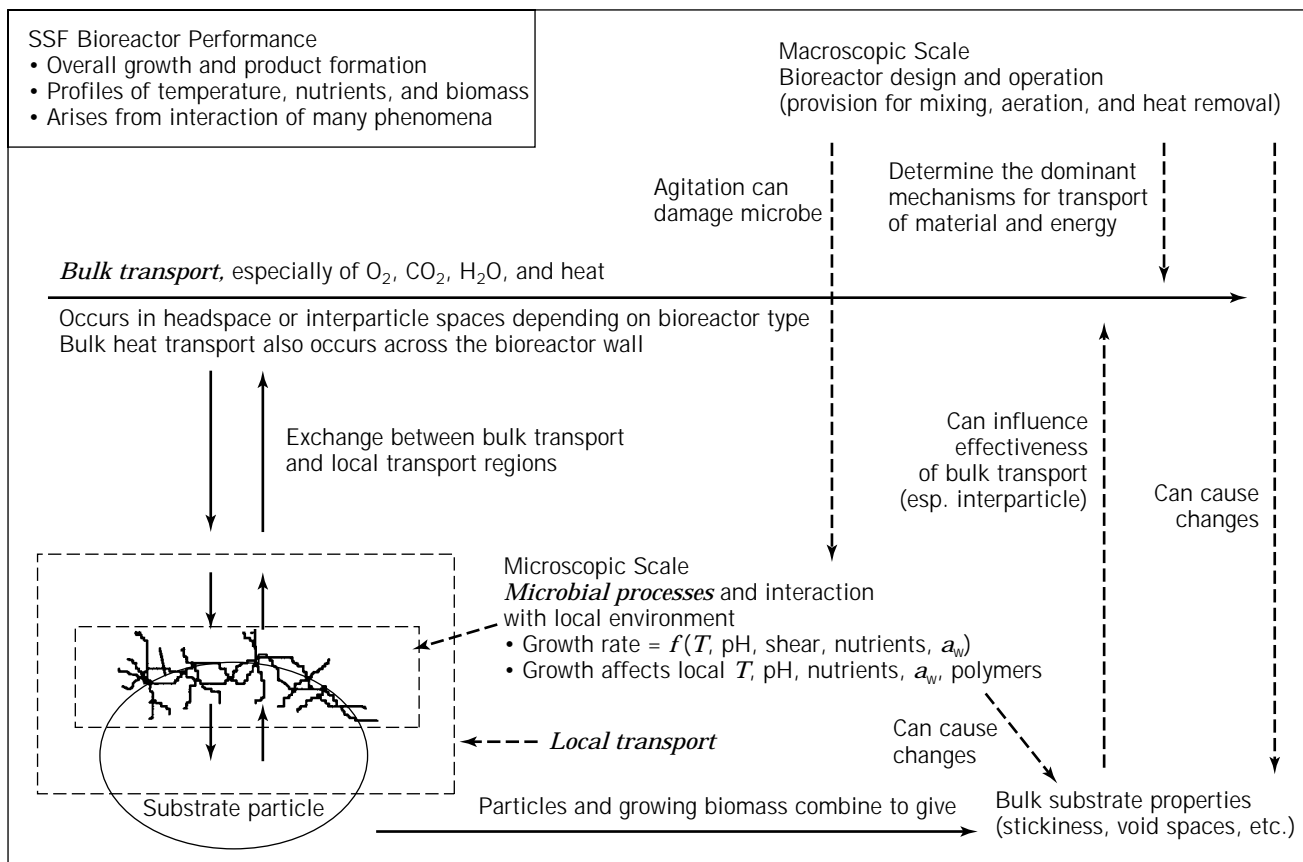 SSF Bioreactor Performance
• Overall growth and product formation
• Profiles of temperature, nutrients, and biomass
• Arises from interaction of many phenomena
Macroscopic Scale
Bioreactor design and operation
(provision for mixing, aeration, and heat removal)
Agitation can
damage microbe
Determine the dominant
mechanisms for transport
of material and energy
Bulk transport, especially of O₂, CO₂, H₂O, and heat
Occurs in headspace or interparticle spaces depending on bioreactor type
Bulk heat transport also occurs across the bioreactor wall
Exchange between bulk transport
and local transport regions
Can influence
effectiveness
of bulk transport
(esp. interparticle)
Can cause
changes
Microscopic Scale
Microbial processes and interaction
with local environment
• Growth rate = f (T, pH, shear, nutrients, a_w)
• Growth affects local T, pH, nutrients, a_w, polymers
Can cause
changes
Local transport
Substrate particle
Particles and growing biomass combine to give
Bulk substrate properties
(stickiness, void spaces, etc.)